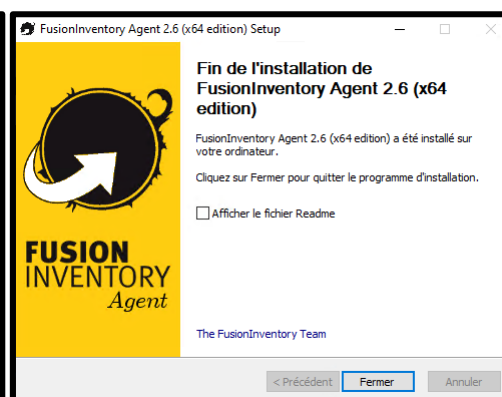 FusionInventory Agent 2.6 (x64 edition) Setup
Fin de l'installation de
FusionInventory Agent 2.6 (x64
edition)
FusionInventory Agent 2.6 (x64 edition) a été installé sur
votre ordinateur.
Cliquez sur Fermer pour quitter le programme d'installation.
Afficher le fichier Readme
FUSION
INVENTORY
Agent
The FusionInventory Team
< Précédent Fermer Annuler